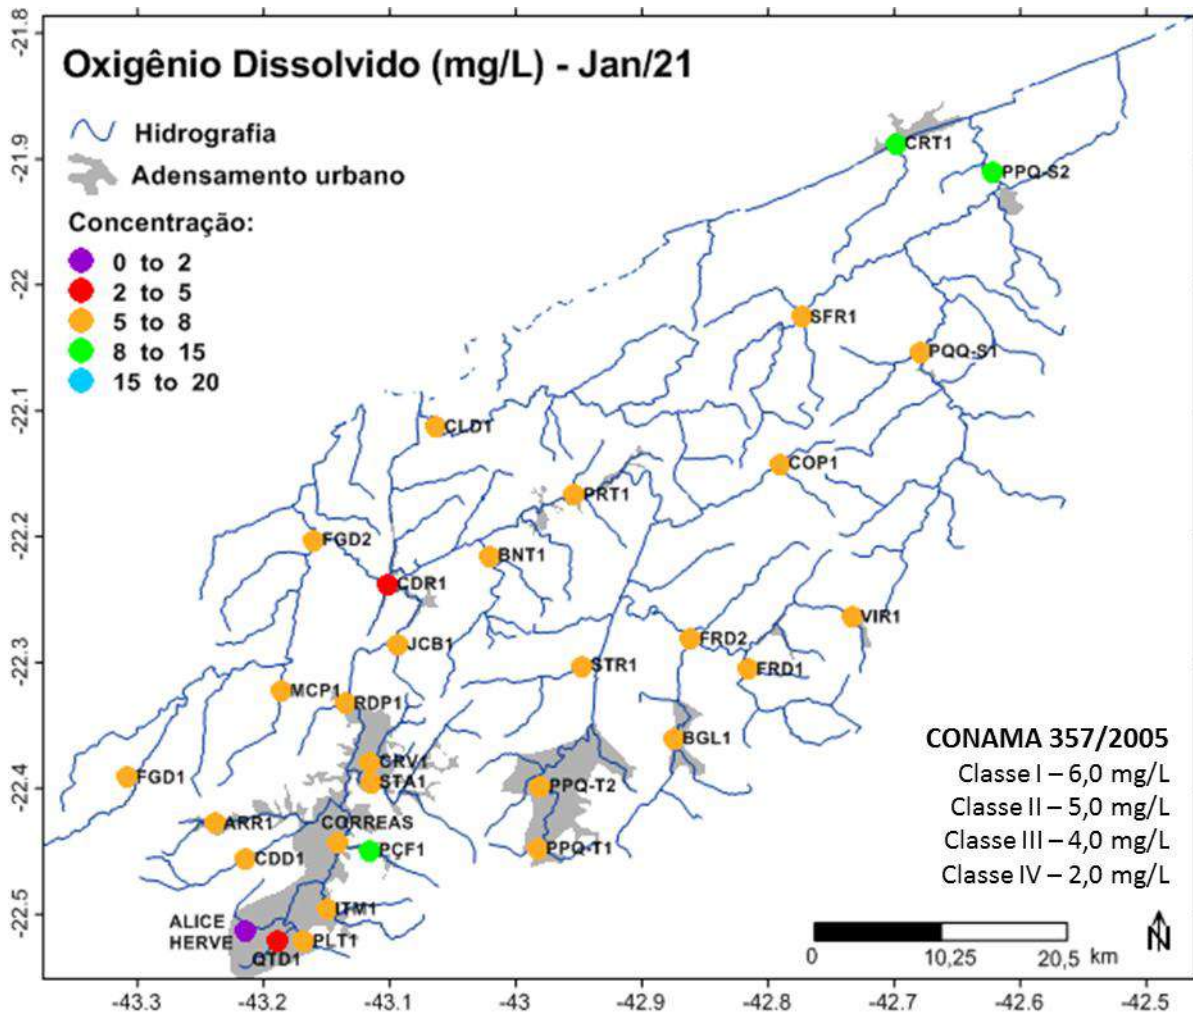 Oxigênio Dissolvido (mg/L) - Jan/21
Hidrografia
Adensamento urbano
Concentração:
0 to 2
2 to 5
5 to 8
8 to 15
15 to 20
CRT1
PPQ-S2
SFR1
PQQ-S1
CLD1
COP1
PRT1
FGD2
BNT1
CDR1
VIR1
FRD2
JCB1
STR1
FRD1
MCP1
RDP1
BGL1
CRV1
FGD1
STA1
PPQ-T2
ARR1
CORREAS
PÇF1
PPQ-T1
CDD1
ITM1
ALICE
HERVE
PLT1
QTD1
CONAMA 357/2005
Classe I – 6,0 mg/L
Classe II – 5,0 mg/L
Classe III – 4,0 mg/L
Classe IV – 2,0 mg/L
0 10,25 20,5 km
N
-21.8
-21.9
-22
-22.1
-22.2
-22.3
-22.4
-22.5
-43.3 -43.2 -43.1 -43 -42.9 -42.8 -42.7 -42.6 -42.5